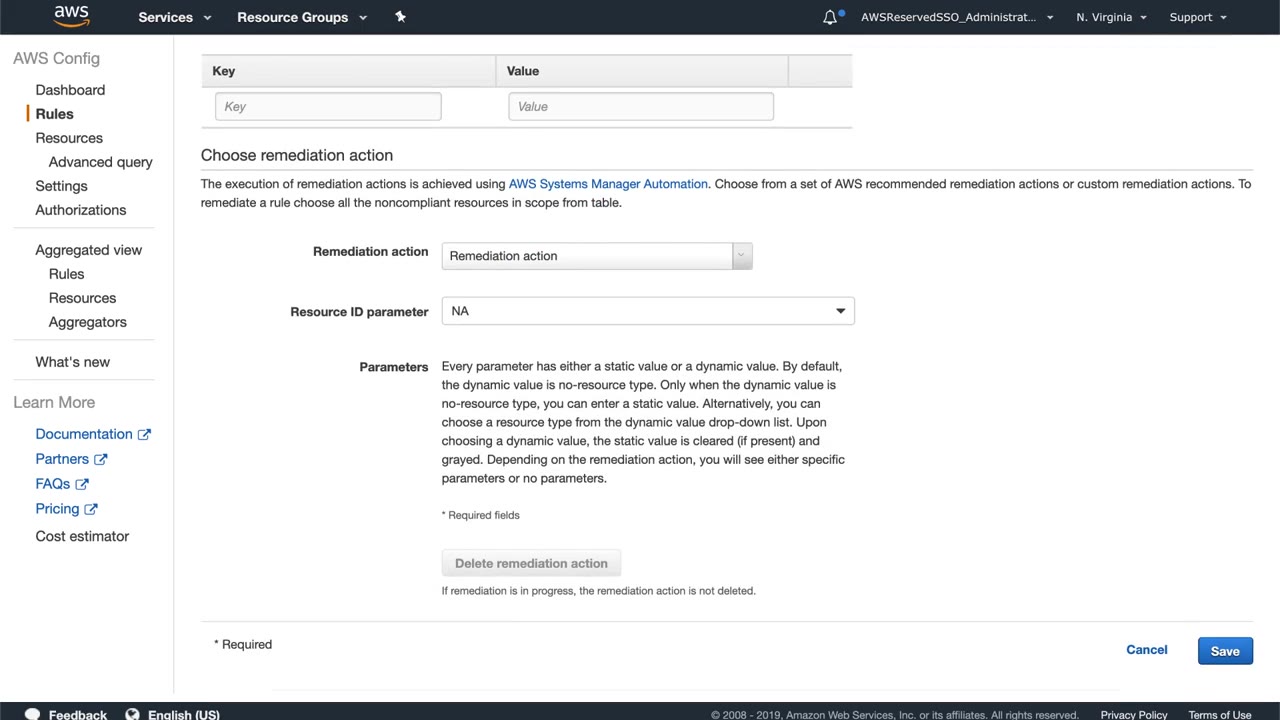 aws
Services
Resource Groups
AWSReservedSSO_Administrat...
N. Virginia
Support
AWS Config
Dashboard
Rules
Resources
Advanced query
Settings
Authorizations
Aggregated view
Rules
Resources
Aggregators
What's new
Learn More
Documentation
Partners
FAQs
Pricing
Cost estimator
Key
Value
Key
Value
Choose remediation action
The execution of remediation actions is achieved using AWS Systems Manager Automation. Choose from a set of AWS recommended remediation actions or custom remediation actions. To
remediate a rule choose all the noncompliant resources in scope from table.
Remediation action
Remediation action
Resource ID parameter
NA
Parameters
Every parameter has either a static value or a dynamic value. By default,
the dynamic value is no-resource type. Only when the dynamic value is
no-resource type, you can enter a static value. Alternatively, you can
choose a resource type from the dynamic value drop-down list. Upon
choosing a dynamic value, the static value is cleared (if present) and
grayed. Depending on the remediation action, you will see either specific
parameters or no parameters.
* Required fields
Delete remediation action
If remediation is in progress, the remediation action is not deleted.
* Required
Cancel
Save
Feedback
English (US)
© 2008 - 2019, Amazon Web Services, Inc. or its affiliates. All rights reserved.
Privacy Policy
Terms of Use